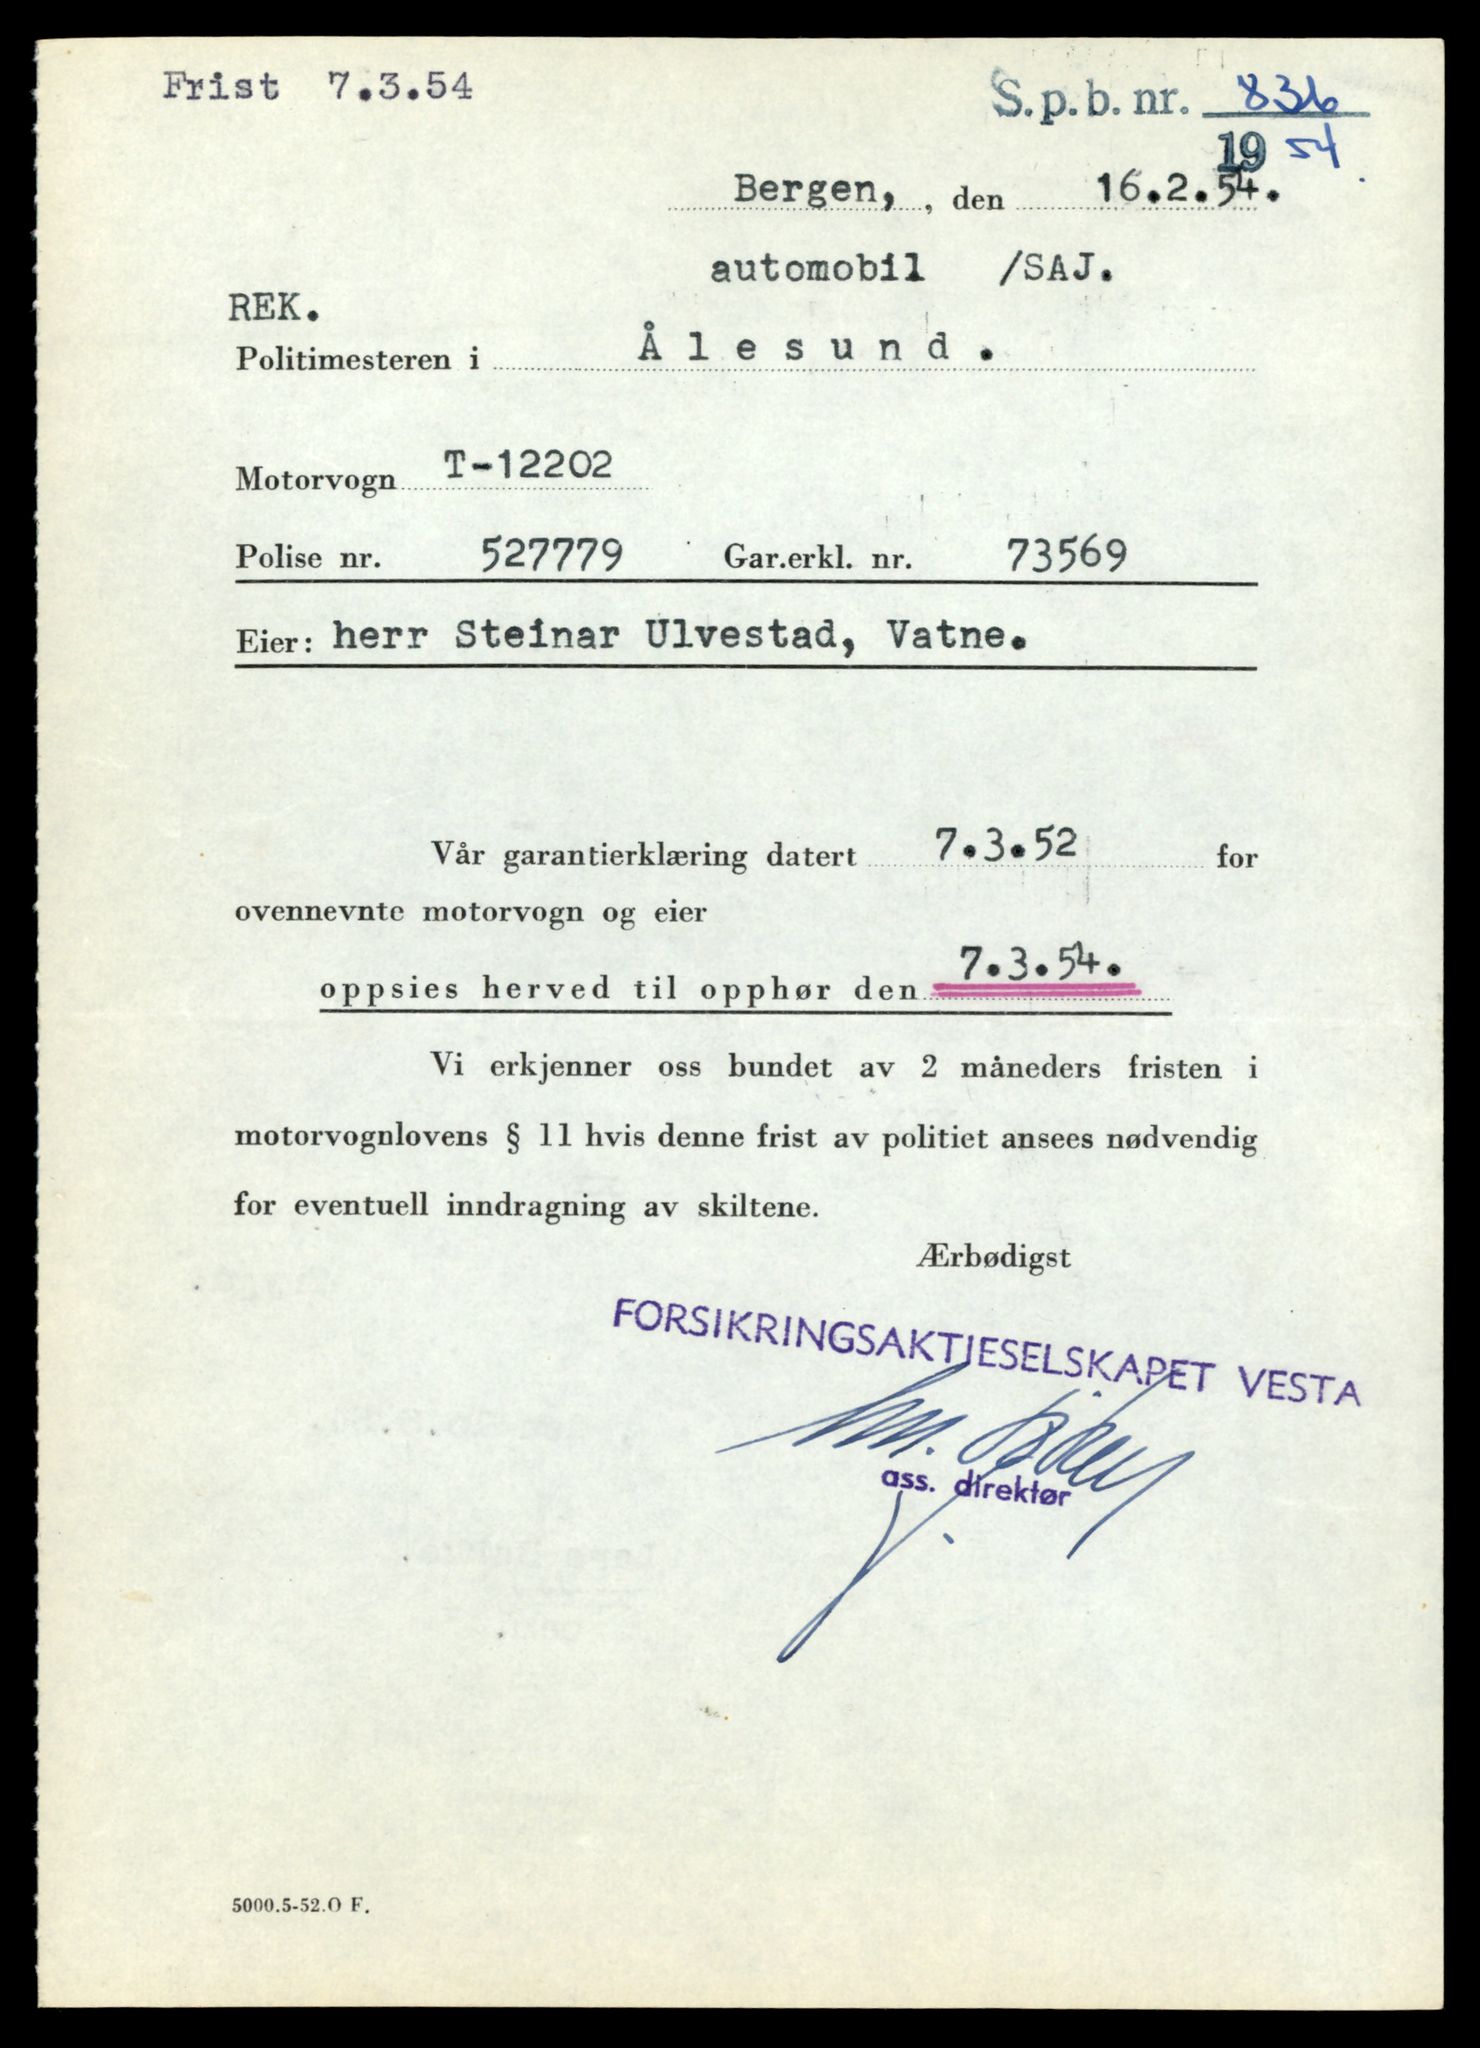 Frist 7.3.54
S.p.b. nr. 836
19 54
Bergen, , den 16.2.54.
automobil /SAJ.
REK.
Politimesteren i Ålesund.
Motorvogn T-12202
Polise nr. 527779 Gar.erkl. nr. 73569
Eier: herr Steinar Ulvestad, Vatne.
Vår garantierklæring datert 7.3.52 for
ovennevnte motorvogn og eier
oppsies herved til opphør den 7.3.54.
Vi erkjenner oss bundet av 2 måneders fristen i
motorvognlovens § 11 hvis denne frist av politiet ansees nødvendig
for eventuell inndragning av skiltene.
Ærbødigst
FORSIKRINGSAKTIESELSKAPET VESTA
ass. direktør
5000.5-52.O F.